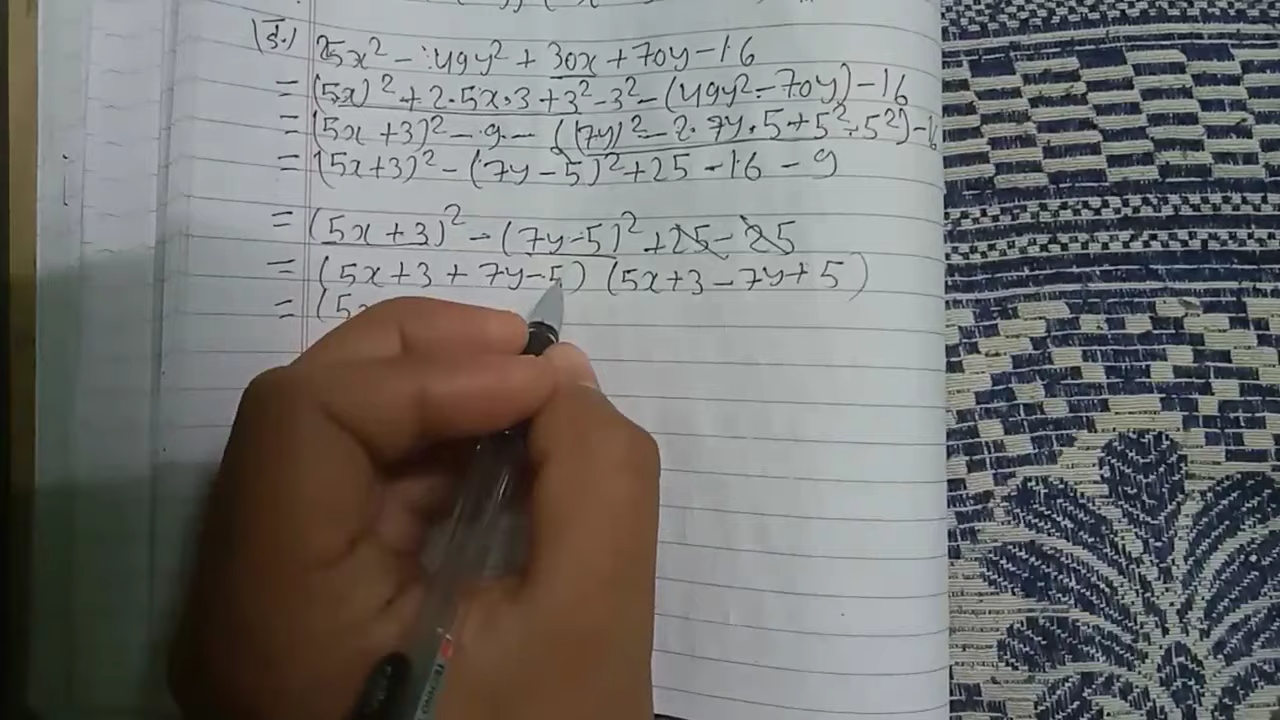 (ई.) 25x² - 49y² + 30x + 70y - 16
= (5x)² + 2.5x.3 + 3² - 3² - (49y² - 70y) - 16
= (5x + 3)² - 9 - ((7y)² - 2.7y.5 + 5² - 5²) - 16
= (5x + 3)² - (7y - 5)² + 25 - 16 - 9
= (5x + 3)² - (7y - 5)² + 25 - 25
= (5x + 3 + 7y - 5) (5x + 3 - 7y + 5)
= (5x
TECHNO